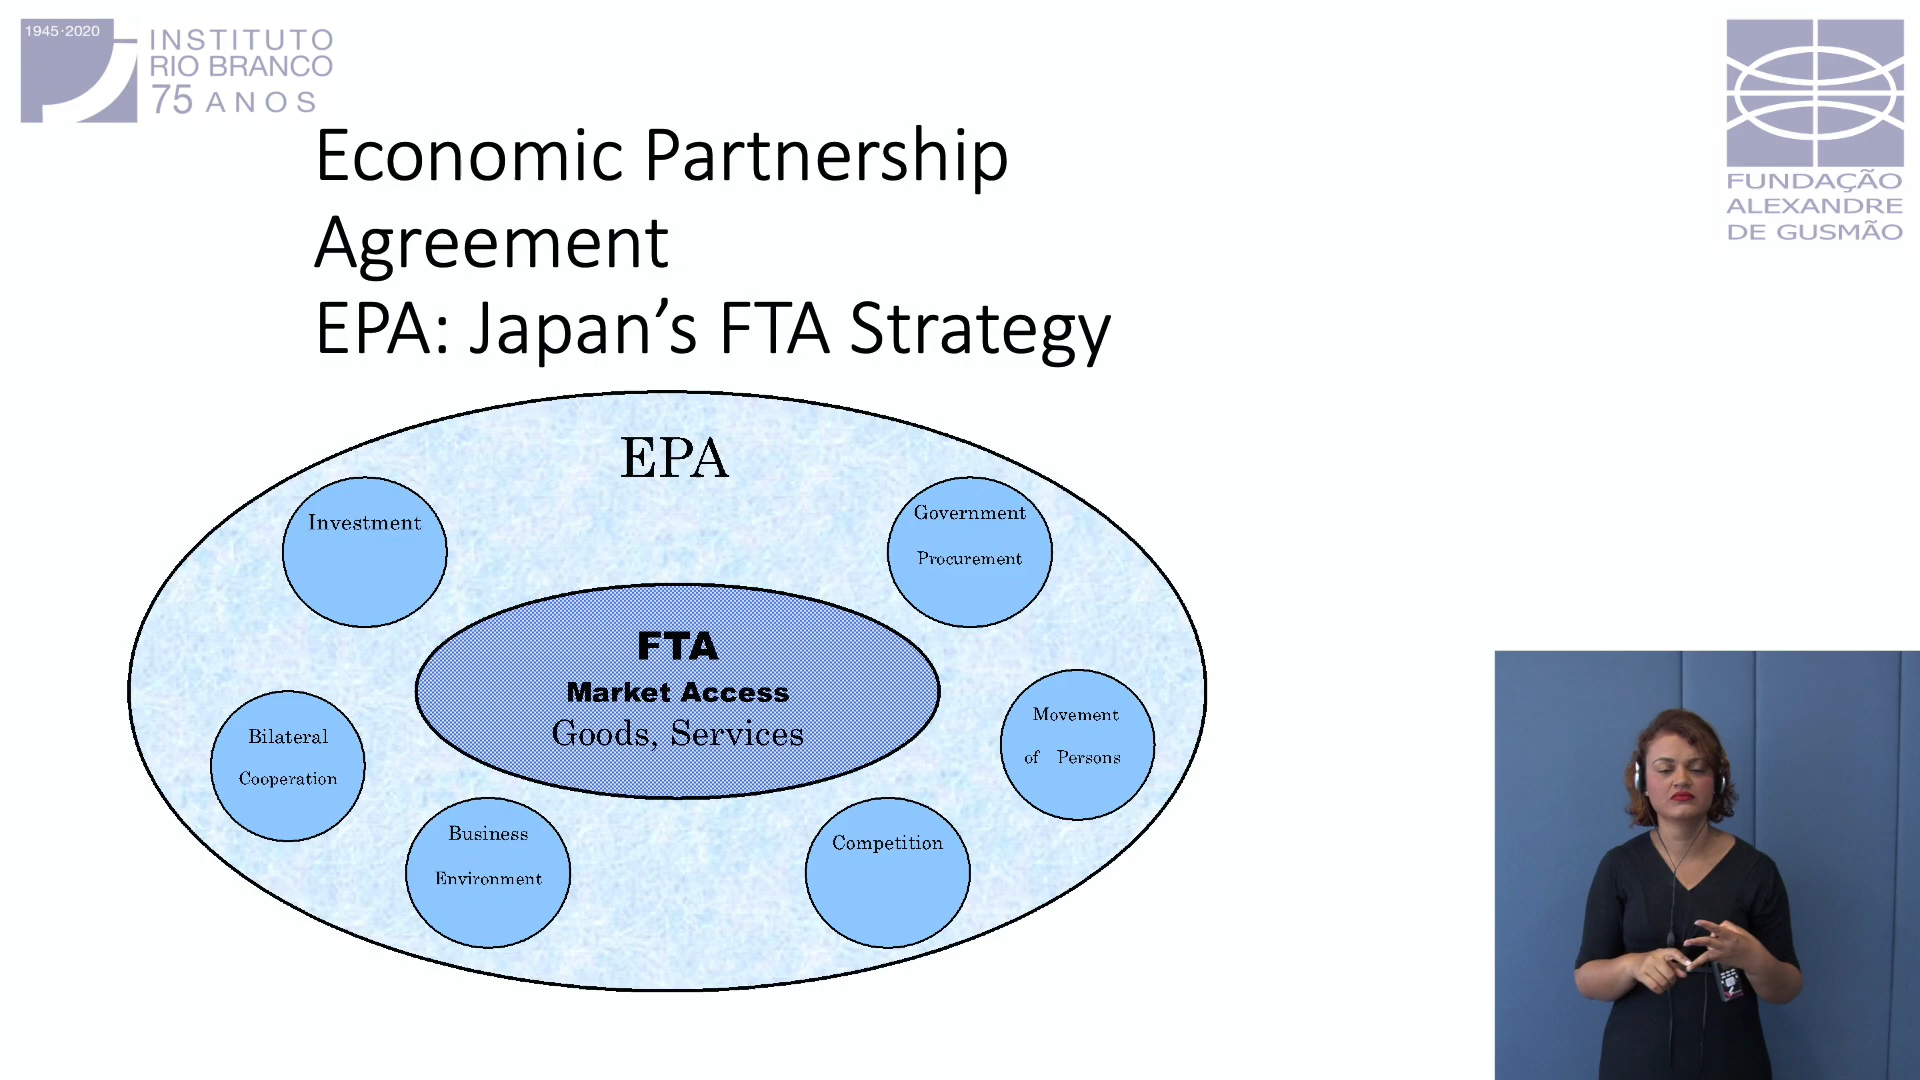 1945·2020
INSTITUTO
RIO BRANCO
75 ANOS
FUNDAÇÃO
ALEXANDRE
DE GUSMÃO
Economic Partnership
Agreement
EPA: Japan’s FTA Strategy
EPA
Investment
Government
Procurement
FTA
Market Access
Goods, Services
Bilateral
Cooperation
Movement
of Persons
Business
Environment
Competition